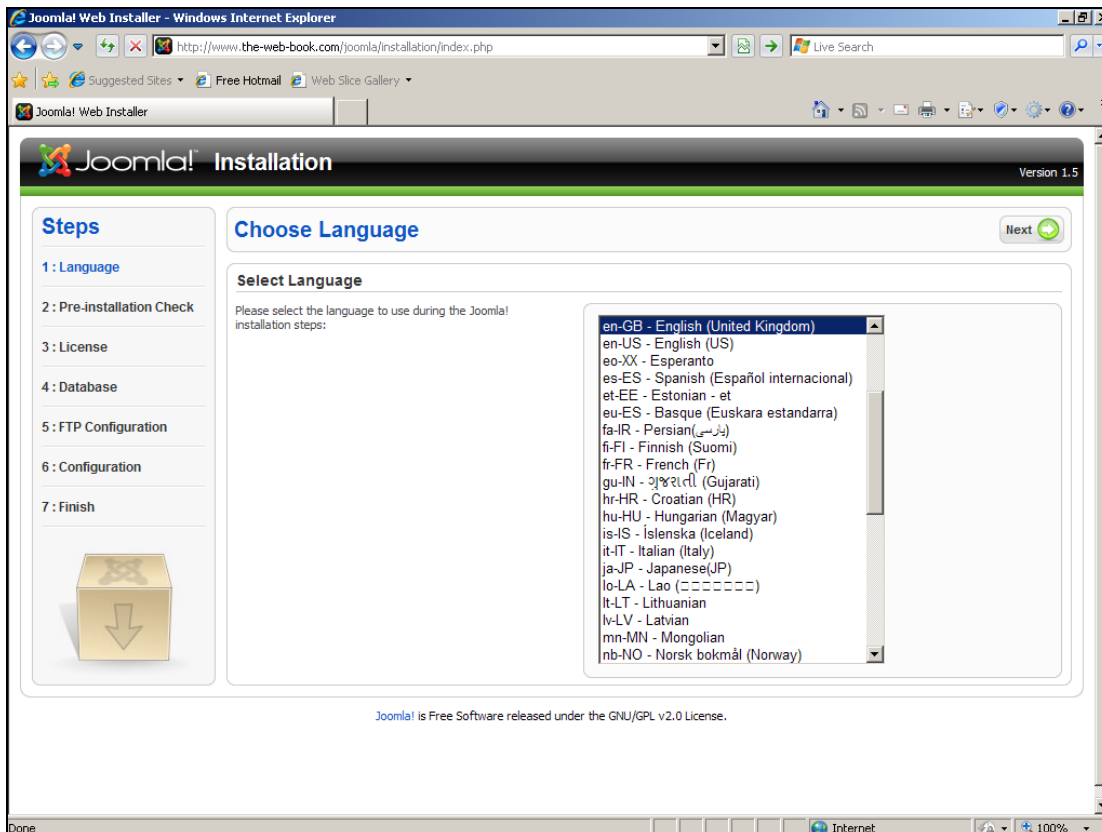 Joomla! Web Installer - Windows Internet Explorer
http://www.the-web-book.com/joomla/installation/index.php
Live Search
Suggested Sites
Free Hotmail
Web Slice Gallery
Joomla! Web Installer
Joomla!™ Installation
Version 1.5
Steps
1 : Language
2 : Pre-installation Check
3 : License
4 : Database
5 : FTP Configuration
6 : Configuration
7 : Finish
Choose Language
Next
Select Language
Please select the language to use during the Joomla!
installation steps:
en-GB - English (United Kingdom)
en-US - English (US)
eo-XX - Esperanto
es-ES - Spanish (Español internacional)
et-EE - Estonian - et
eu-ES - Basque (Euskara estandarra)
fa-IR - Persian(پارسی)
fi-FI - Finnish (Suomi)
fr-FR - French (Fr)
gu-IN - ગુજરાતી (Gujarati)
hr-HR - Croatian (HR)
hu-HU - Hungarian (Magyar)
is-IS - Íslenska (Iceland)
it-IT - Italian (Italy)
ja-JP - Japanese(JP)
lo-LA - Lao (□□□□□□□)
lt-LT - Lithuanian
lv-LV - Latvian
mn-MN - Mongolian
nb-NO - Norsk bokmål (Norway)
Joomla! is Free Software released under the GNU/GPL v2.0 License.
Done
Internet
100%